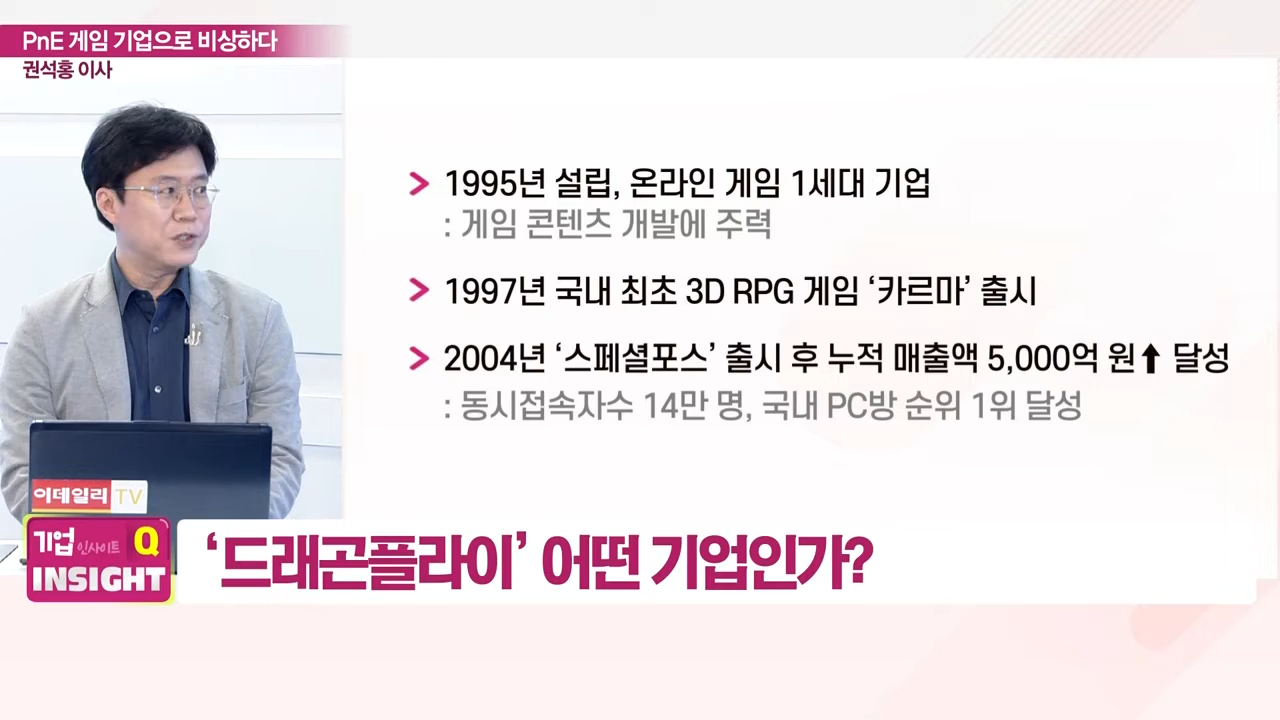 PnE 게임 기업으로 비상하다
권석홍 이사
> 1995년 설립, 온라인 게임 1세대 기업
: 게임 콘텐츠 개발에 주력
> 1997년 국내 최초 3D RPG 게임 ‘카르마’ 출시
> 2004년 ‘스페셜포스’ 출시 후 누적 매출액 5,000억 원⬆ 달성
: 동시접속자수 14만 명, 국내 PC방 순위 1위 달성
이데일리 TV
기업 인사이트 Q
INSIGHT
‘드래곤플라이’ 어떤 기업인가?